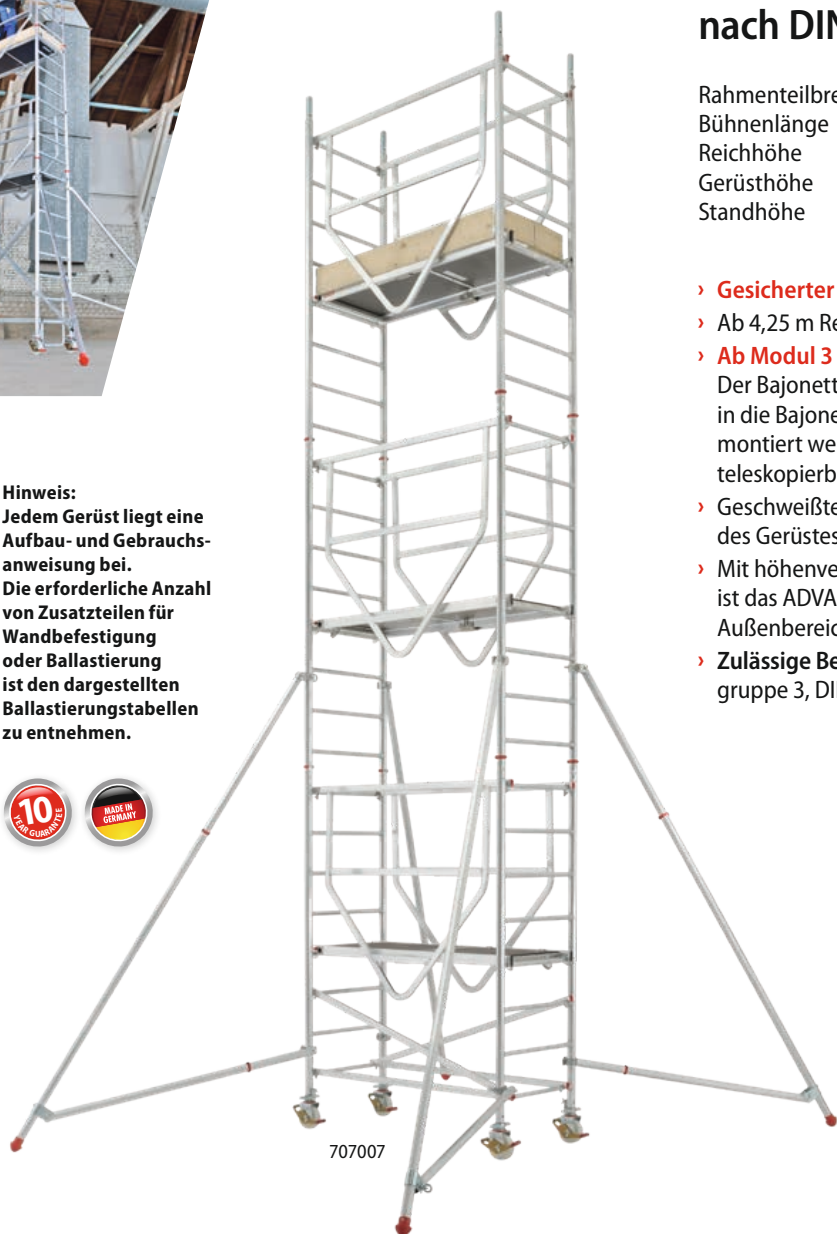 nach DIN
Rahmenteilbre
Bühnenlänge
Reichhöhe
Gerüsthöhe
Standhöhe
› Gesicherter
› Ab 4,25 m Re
› Ab Modul 3
Der Bajonett
in die Bajone
montiert we
teleskopierb
› Geschweißte
des Gerüstes
› Mit höhenve
ist das ADVA
Außenbereic
› Zulässige Be
gruppe 3, DI
Hinweis:
Jedem Gerüst liegt eine
Aufbau- und Gebrauchs-
anweisung bei.
Die erforderliche Anzahl
von Zusatzteilen für
Wandbefestigung
oder Ballastierung
ist den dargestellten
Ballastierungstabellen
zu entnehmen.
10
YEAR GUARANTEE
MADE IN
GERMANY
707007